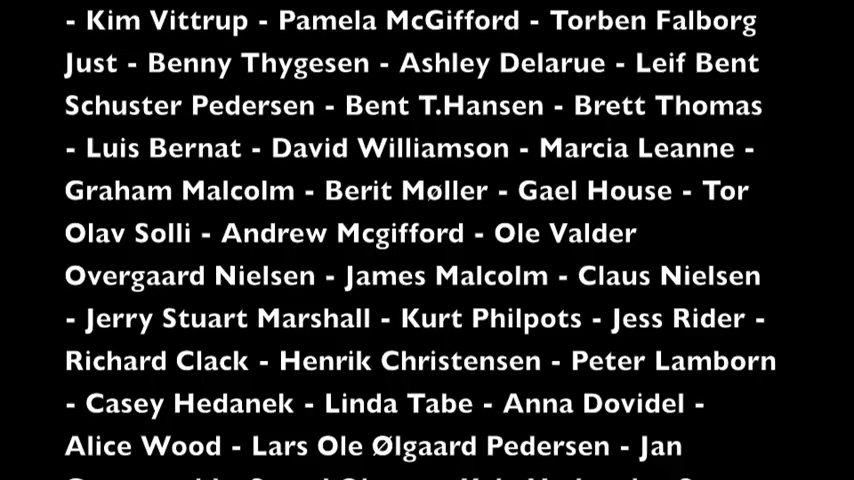 - Kim Vittrup - Pamela McGifford - Torben Falborg
Just - Benny Thygesen - Ashley Delarue - Leif Bent
Schuster Pedersen - Bent T.Hansen - Brett Thomas
- Luis Bernat - David Williamson - Marcia Leanne -
Graham Malcolm - Berit Møller - Gael House - Tor
Olav Solli - Andrew Mcgifford - Ole Valder
Overgaard Nielsen - James Malcolm - Claus Nielsen
- Jerry Stuart Marshall - Kurt Philpots - Jess Rider -
Richard Clack - Henrik Christensen - Peter Lamborn
- Casey Hedanek - Linda Tabe - Anna Dovidel -
Alice Wood - Lars Ole Ølgaard Pedersen - Jan